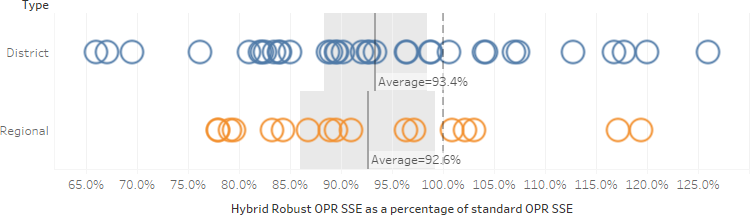 Type
District
Average=93.4%
Regional
Average=92.6%
65.0% 70.0% 75.0% 80.0% 85.0% 90.0% 95.0% 100.0% 105.0% 110.0% 115.0% 120.0% 125.0%
Hybrid Robust OPR SSE as a percentage of standard OPR SSE